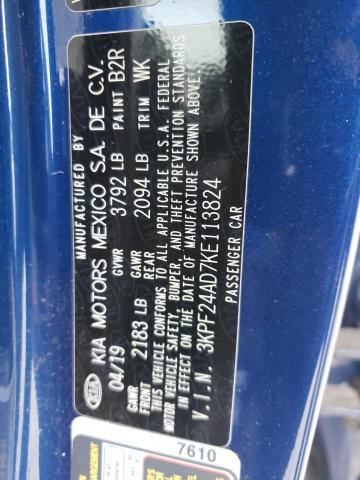 MANUFACTURED BY
KIA KIA MOTORS MEXICO S.A. DE C.V.
04/19 GVWR 3792 LB PAINT B2R
GAWR FRONT 2183 LB GAWR REAR 2094 LB TRIM WK
THIS VEHICLE CONFORMS TO ALL APPLICABLE U.S.A. FEDERAL
MOTOR VEHICLE SAFETY, BUMPER, AND THEFT PREVENTION STANDARDS
IN EFFECT ON THE DATE OF MANUFACTURE SHOWN ABOVE.
V.I.N. 3KPF24AD7KE113824
PASSENGER CAR
7610